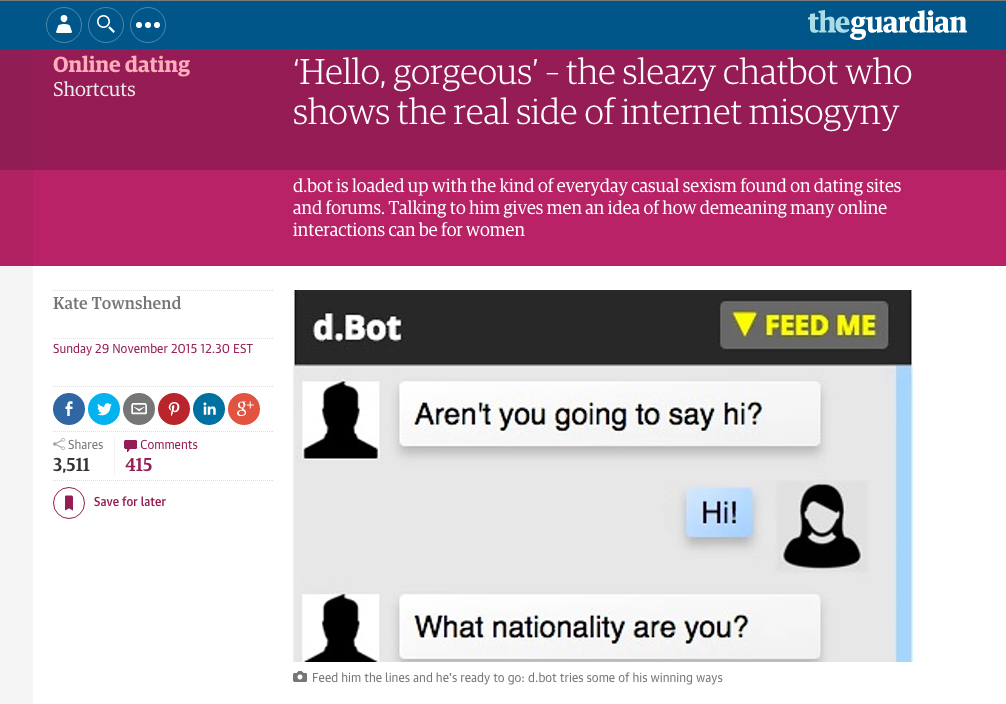 theguardian
Online dating
Shortcuts
‘Hello, gorgeous’ – the sleazy chatbot who
shows the real side of internet misogyny
d.bot is loaded up with the kind of everyday casual sexism found on dating sites
and forums. Talking to him gives men an idea of how demeaning many online
interactions can be for women
Kate Townshend
Sunday 29 November 2015 12.30 EST
f
p
in
g+
Shares
3,511
Comments
415
Save for later
d.Bot
▼ FEED ME
Aren't you going to say hi?
Hi!
What nationality are you?
Feed him the lines and he’s ready to go: d.bot tries some of his winning ways